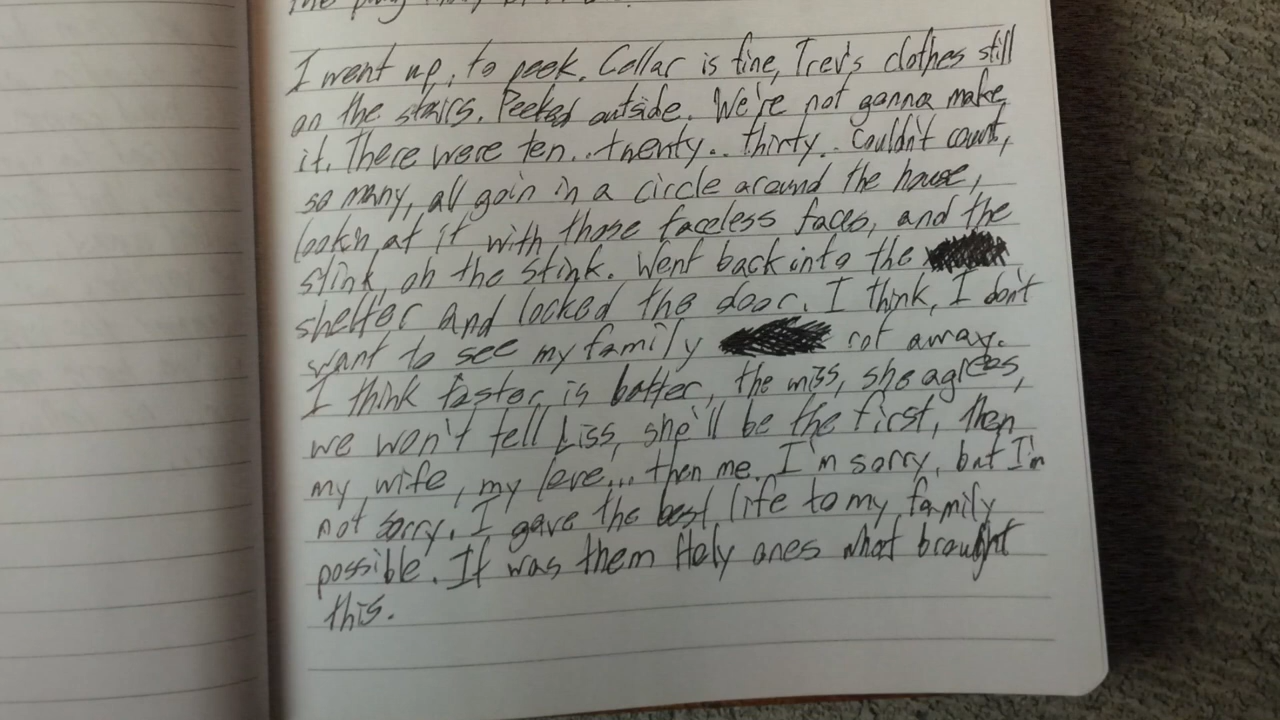 I went up, to peek. Cellar is fine, Trev's clothes still
on the stairs. Peeked outside. We're not gonna make
it. There were ten.. twenty.. thirty.. Couldn't count,
so many, all goin in a circle around the house,
lookin at it with those faceless faces, and the
stink, oh the stink. Went back into the
shelter and locked the door. I think, I don't
want to see my family rot away.
I think faster is better, the miss, she agrees,
we won't tell Liss, she'll be the first, then
my wife, my love... then me. I'm sorry, but I'm
not sorry. I gave the best life to my family
possible. It was them Holy ones what brought
this.